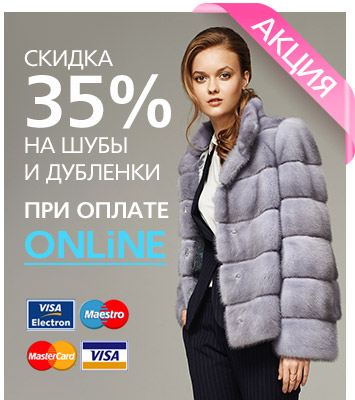 АКЦИЯ
СКИДКА
35%
НА ШУБЫ
И ДУБЛЕНКИ
ПРИ ОПЛАТЕ
ONLiNE
VISA
Electron
Maestro
MasterCard
VISA